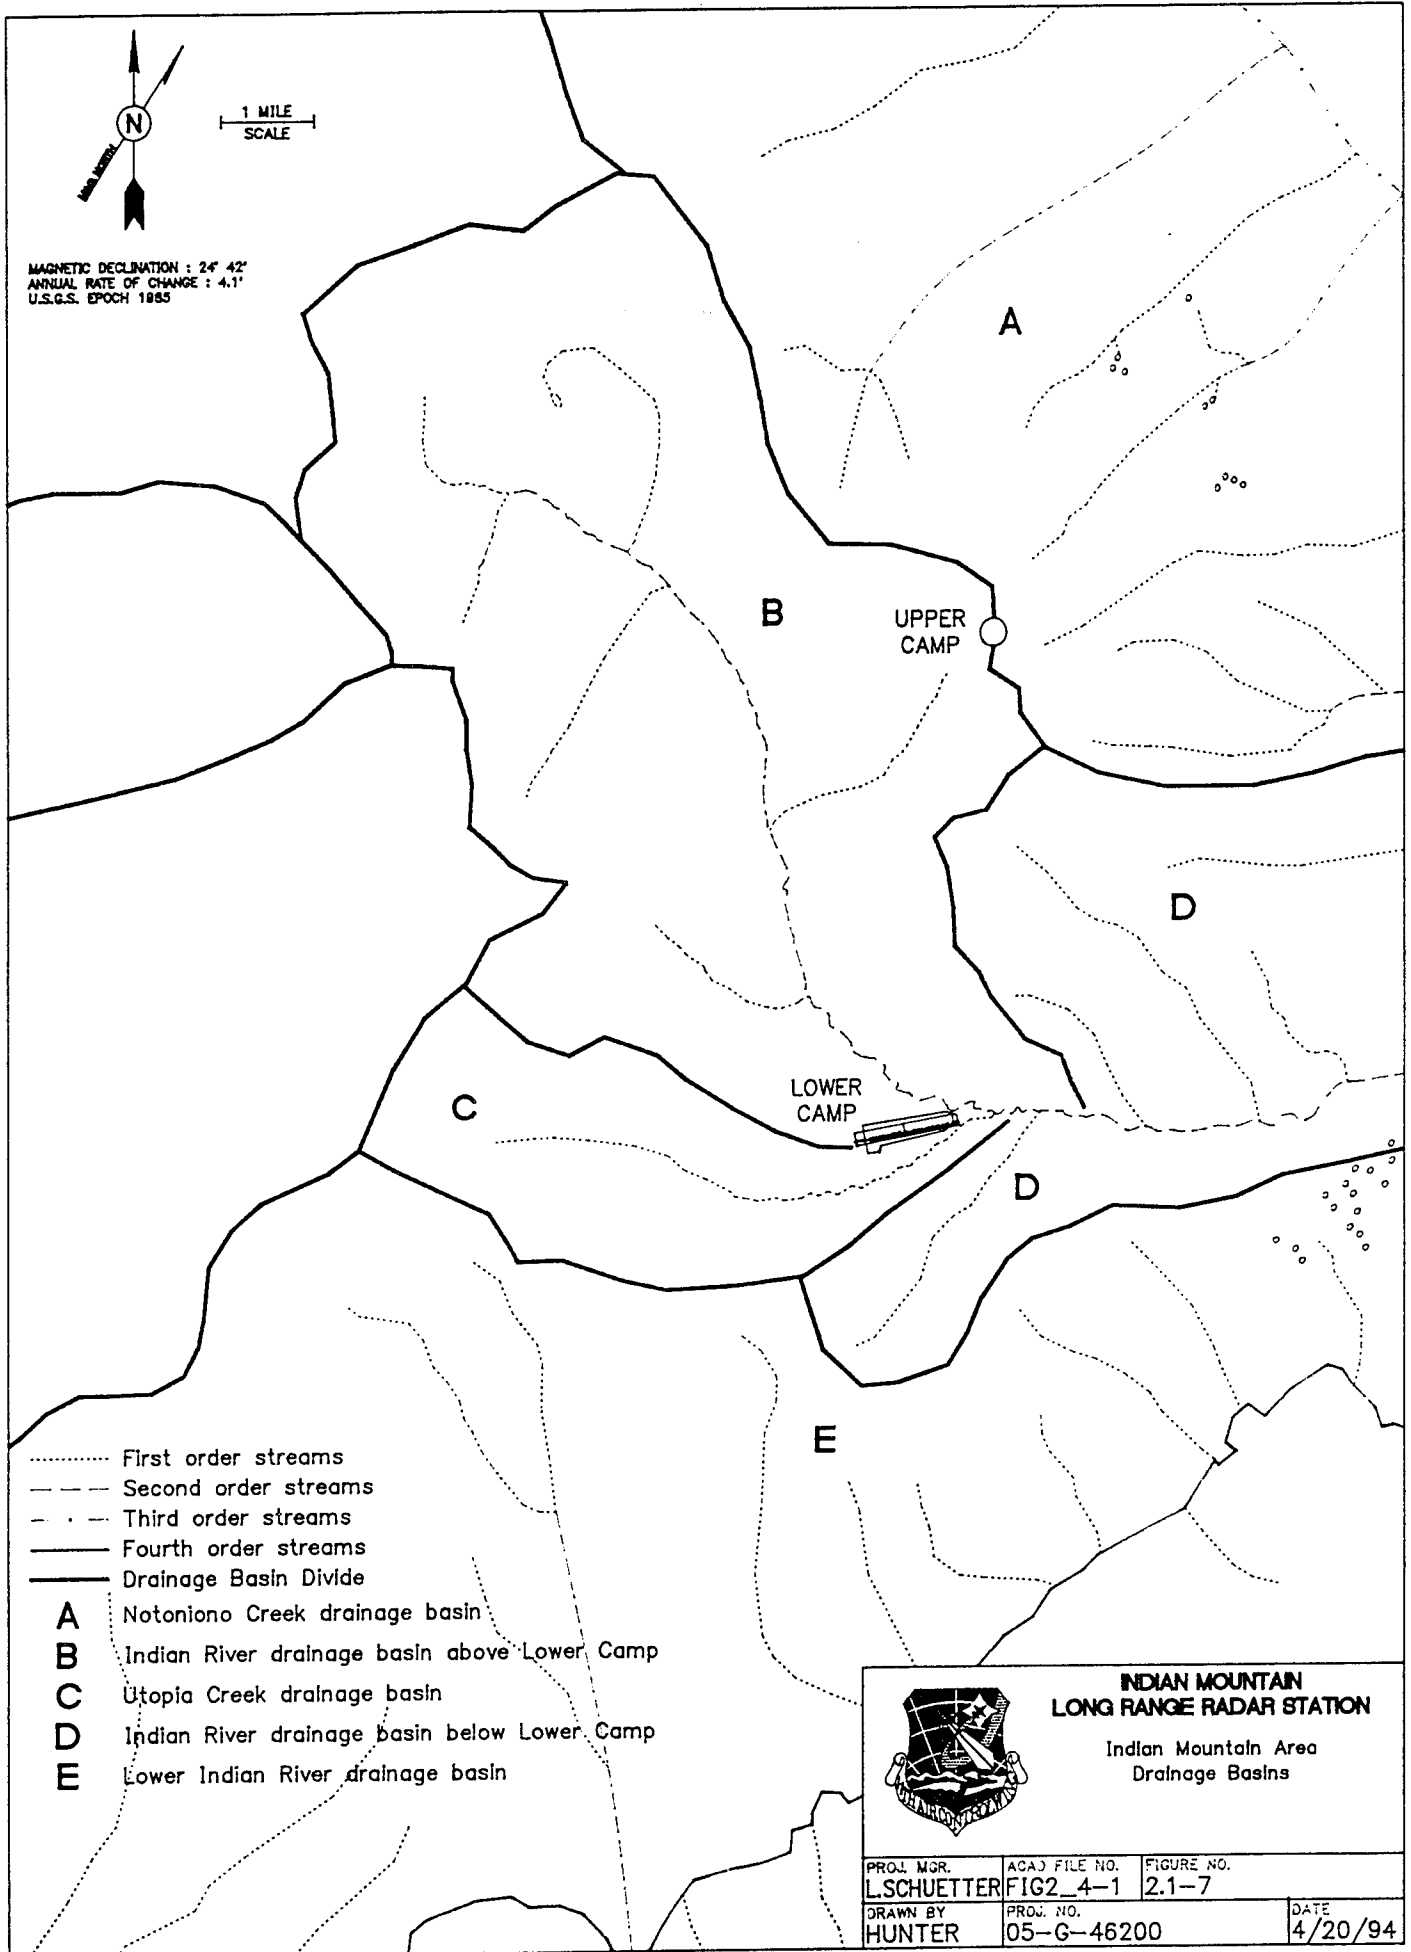 N
MAG NORTH
1 MILE
SCALE
MAGNETIC DECLINATION : 24° 42'
ANNUAL RATE OF CHANGE : 4.1'
U.S.G.S. EPOCH 1985
A
B
UPPER
CAMP
D
LOWER
CAMP
C
D
E
First order streams
Second order streams
Third order streams
Fourth order streams
Drainage Basin Divide
A Notoniono Creek drainage basin
B Indian River drainage basin above Lower Camp
C Utopia Creek drainage basin
D Indian River drainage basin below Lower Camp
E Lower Indian River drainage basin
INDIAN MOUNTAIN
LONG RANGE RADAR STATION
Indian Mountain Area
Drainage Basins
PROJ. MGR.
L.SCHUETTER
ACAD FILE NO.
FIG2_4-1
FIGURE NO.
2.1-7
DRAWN BY
HUNTER
PROJ. NO.
05-G-46200
DATE
4/20/94